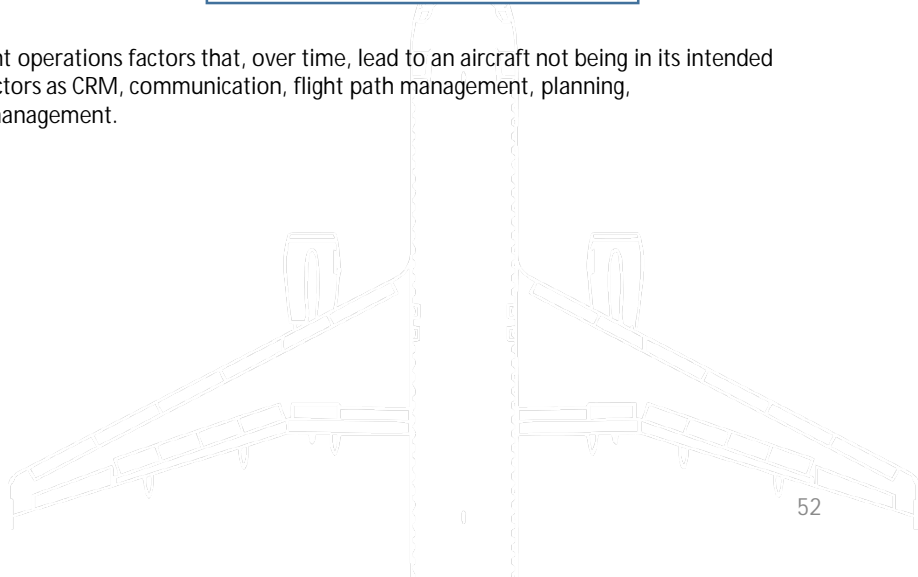 nt operations factors that, over time, lead to an aircraft not being in its intended
ctors as CRM, communication, flight path management, planning,
nanagement.
52